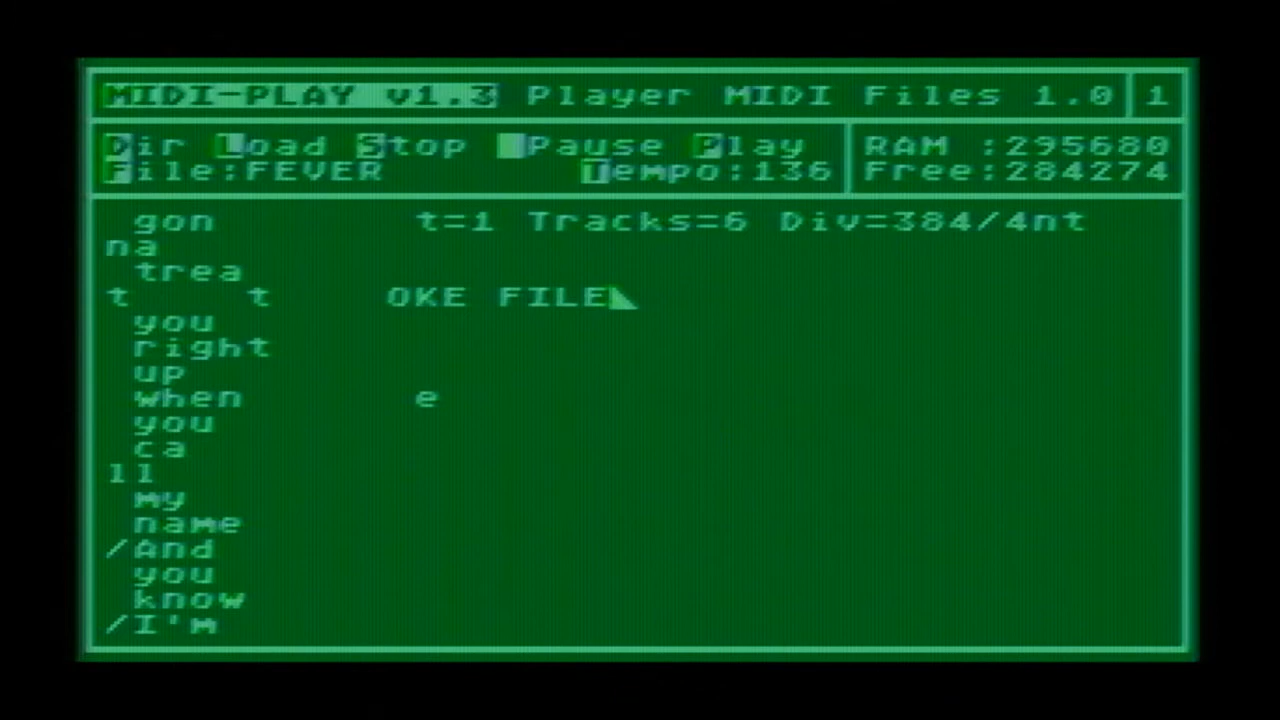 MIDI-PLAY v1.3 Player MIDI Files 1.0 1
Dir Load Stop Pause Play RAM :295680
File:FEVER Tempo:136 Free:284274
gon t=1 Tracks=6 Div=384/4nt
na
trea
t t OKE FILE
you
right
up
when e
you
ca
ll
my
name
/And
you
know
/I'm